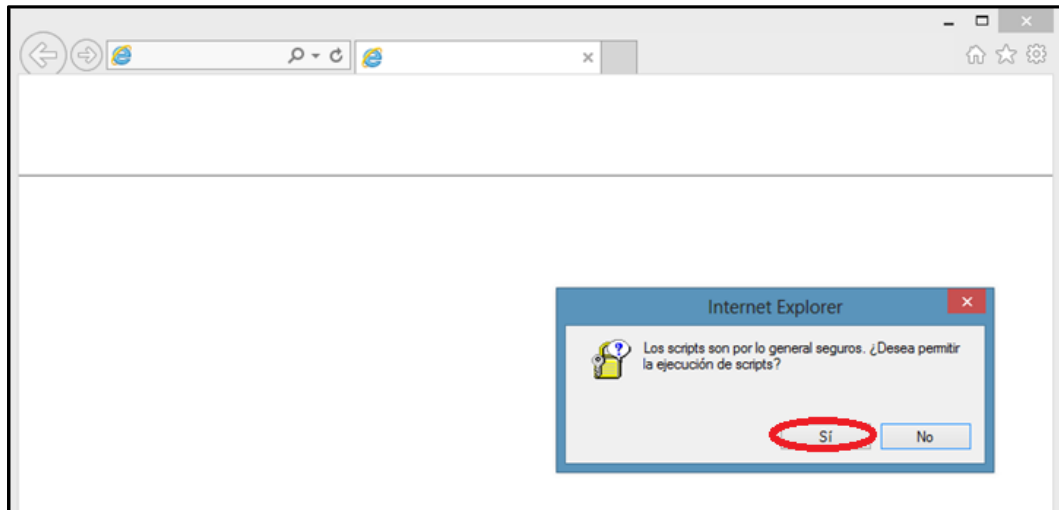 Internet Explorer
Los scripts son por lo general seguros. ¿Desea permitir
la ejecución de scripts?
Sí
No